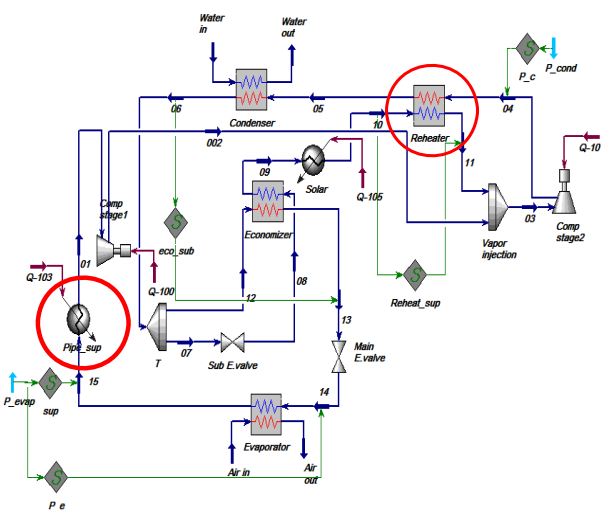 Water
in
Water
out
P_c
P_cond
06
Condenser
05
10
Reheater
04
002
11
Q-10
09
Solar
Q-105
Comp
stage1
Economizer
eco_sub
03
Vapor
injection
Comp
stage2
01
Q-103
Q-100
12
08
Reheat_sup
13
Pipe_sup
T
07
Sub E.valve
Main
E.valve
P_evap
sup
15
14
Evaporator
Air in
Air
out
P_e
S
S
S
S
S